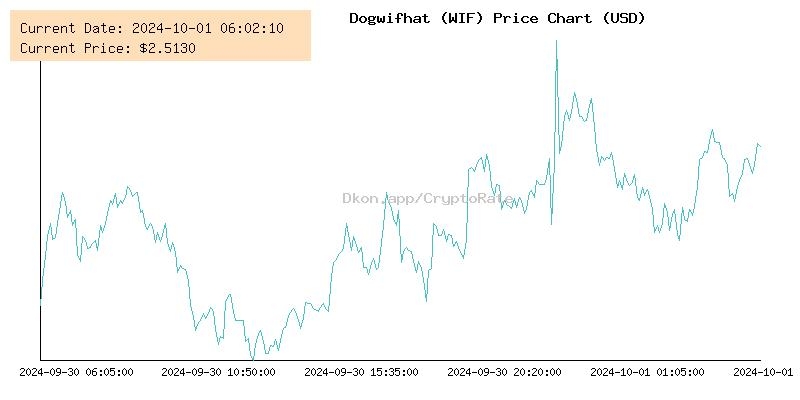 Dogwifhat (WIF) Price Chart (USD)
Current Date: 2024-10-01 06:02:10
Current Price: $2.5130
Dkon.app/CryptoRate
2024-09-30 06:05:00 2024-09-30 10:50:00 2024-09-30 15:35:00 2024-09-30 20:20:00 2024-10-01 01:05:00 2024-10-01